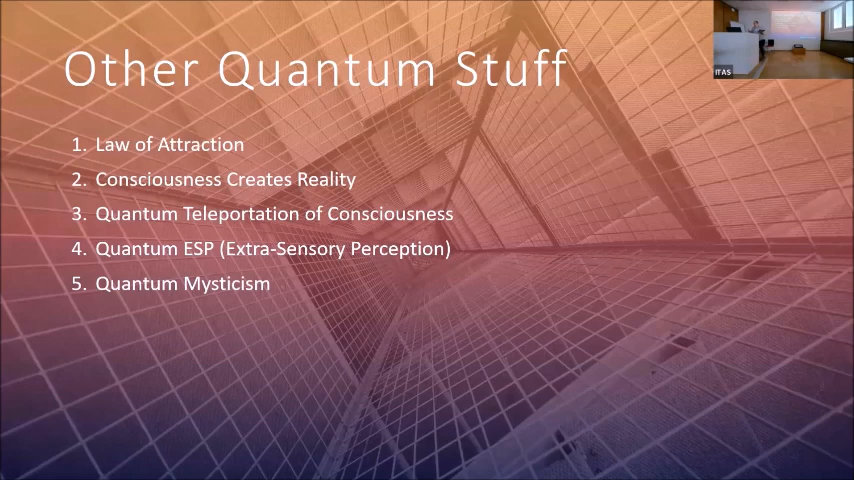 Other Quantum Stuff
1. Law of Attraction
2. Consciousness Creates Reality
3. Quantum Teleportation of Consciousness
4. Quantum ESP (Extra-Sensory Perception)
5. Quantum Mysticism
ITAS